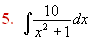 5. ∫ 10/(x² + 1) dx